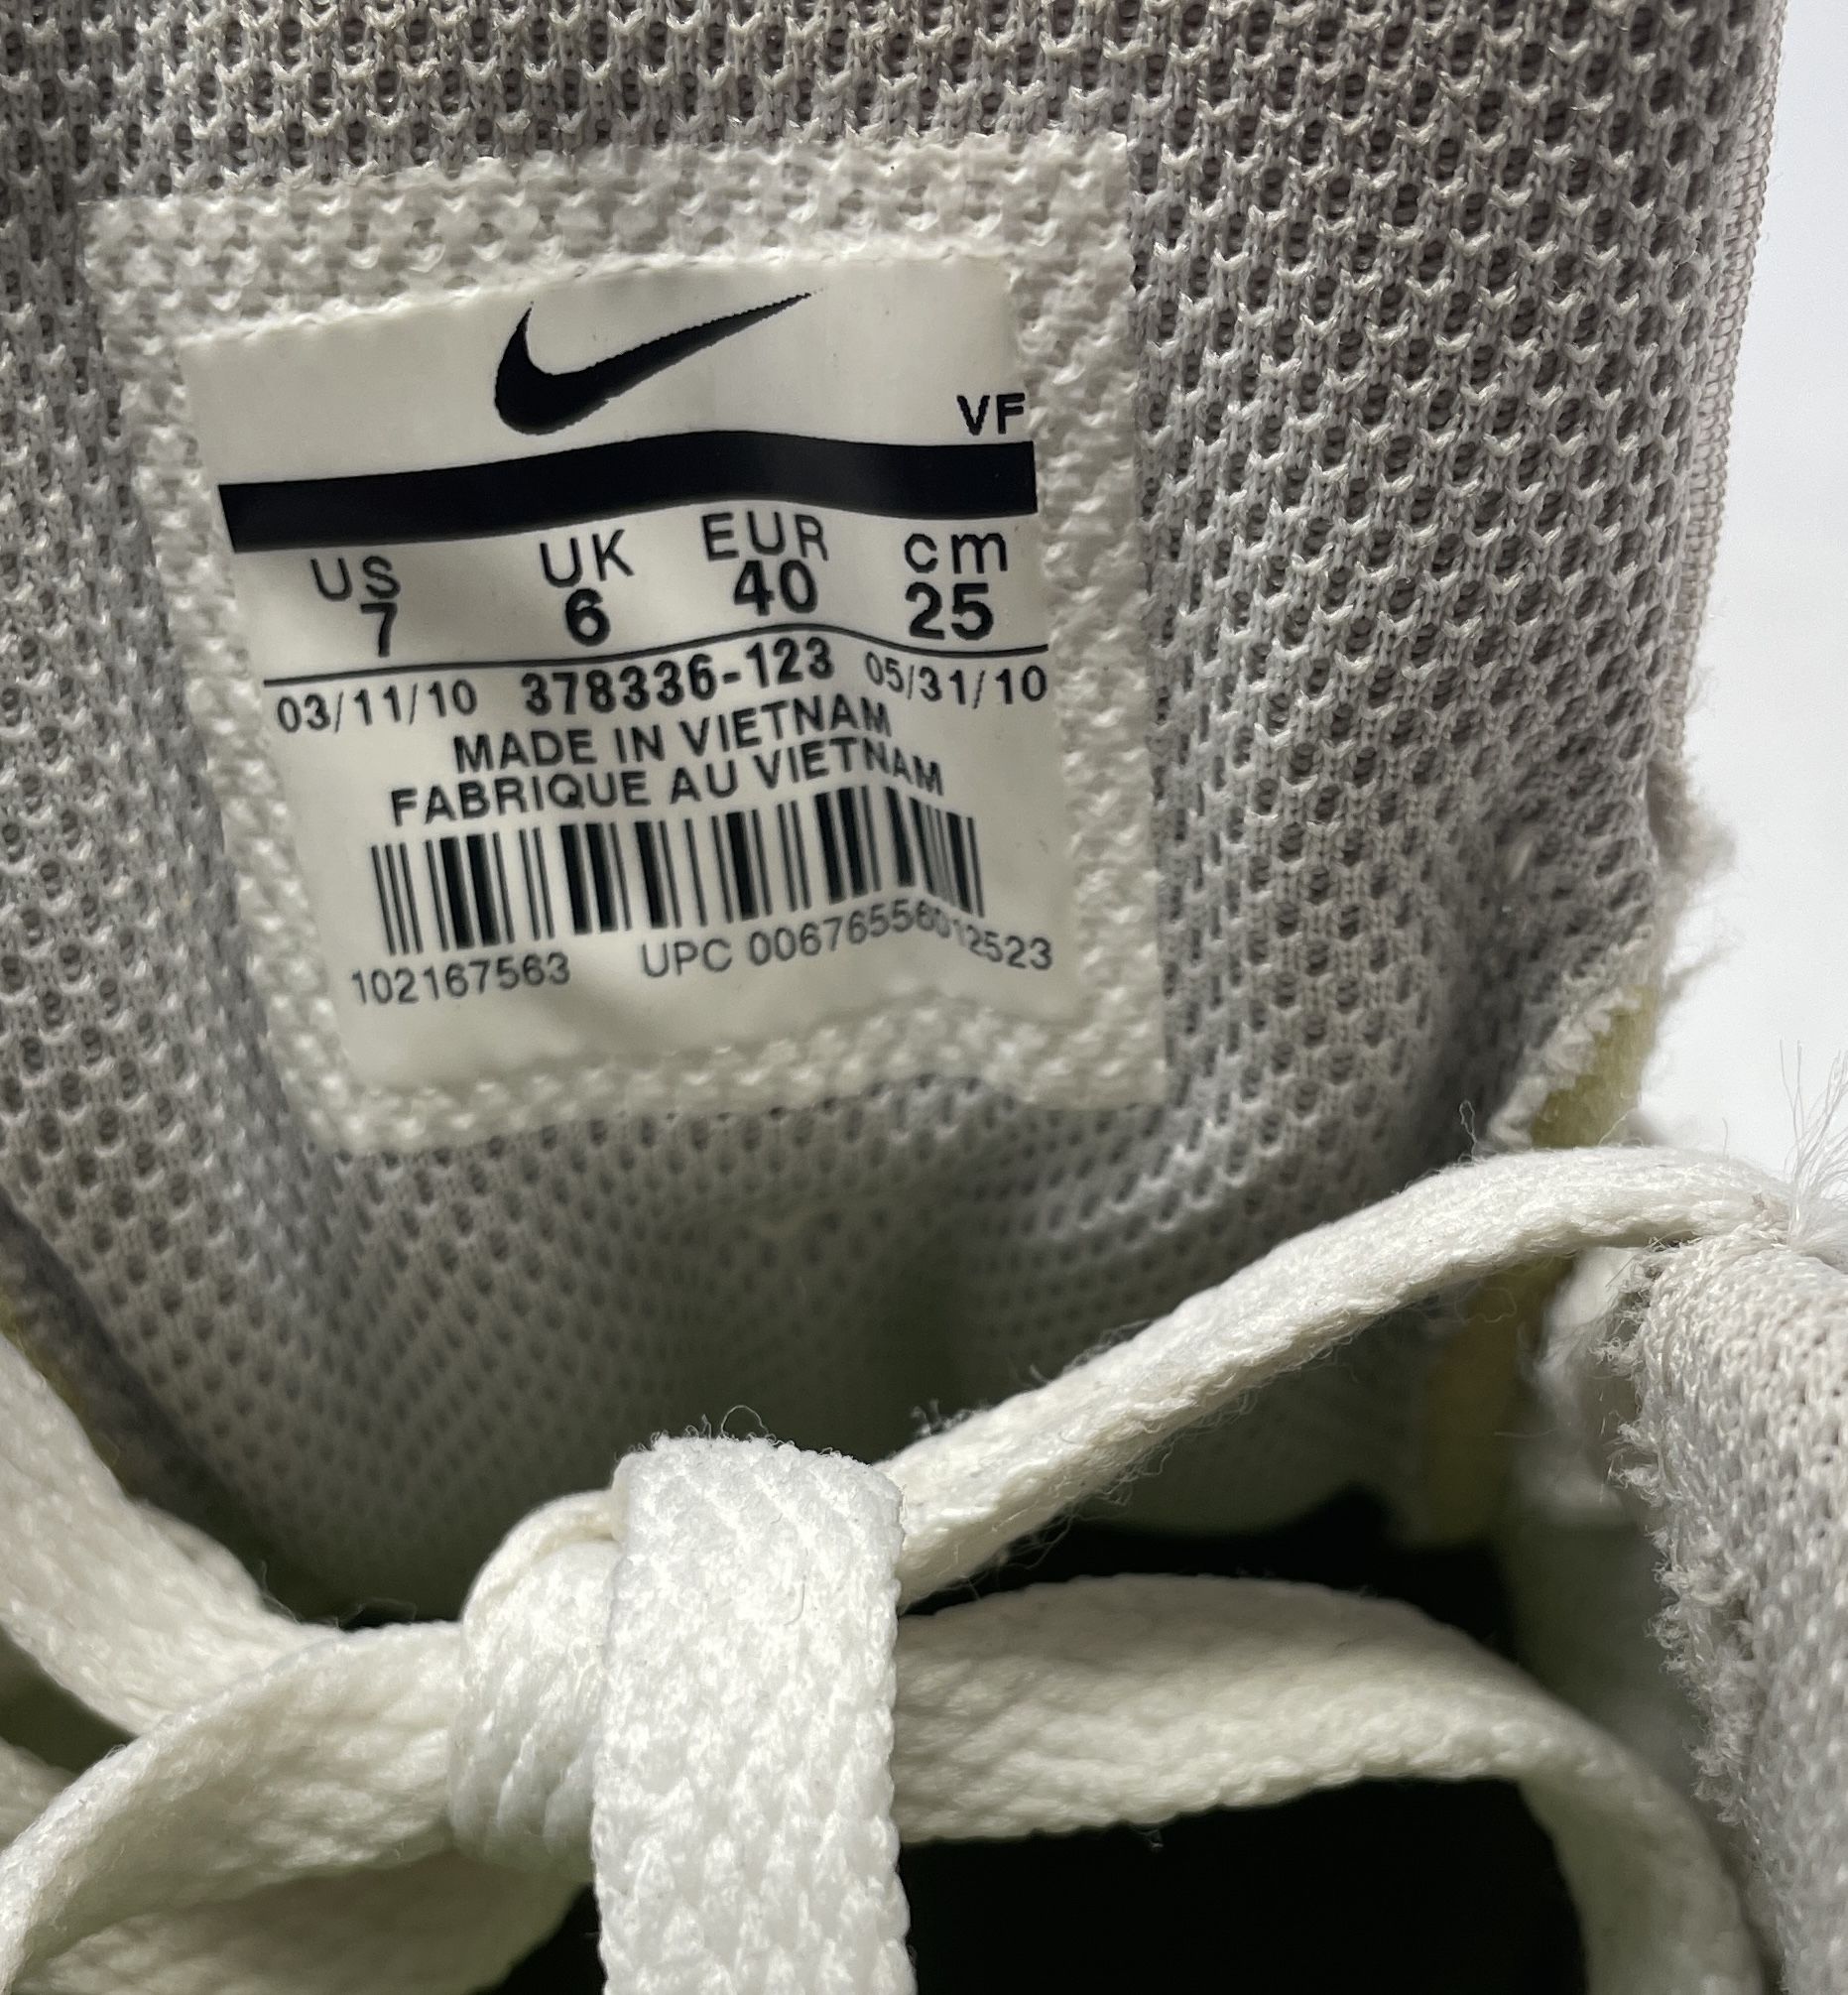 VF
US UK EUR cm
7 6 40 25
03/11/10 378336-123 05/31/10
MADE IN VIETNAM
FABRIQUE AU VIETNAM
102167563 UPC 00676556012523